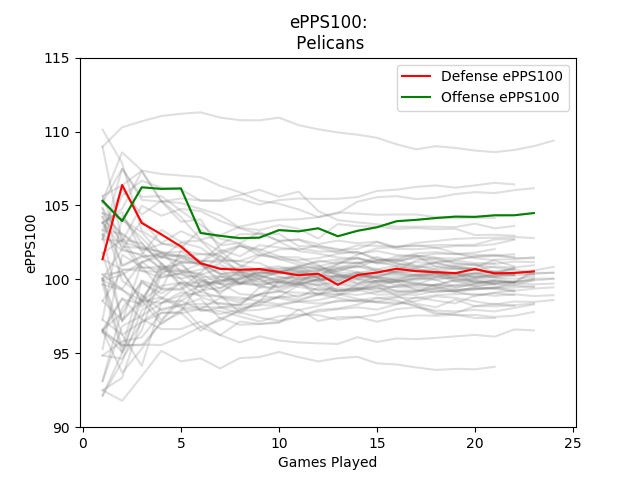 ePPS100:
Pelicans
115
110
105
100
95
90
ePPS100
Defense ePPS100
Offense ePPS100
0 5 10 15 20 25
Games Played